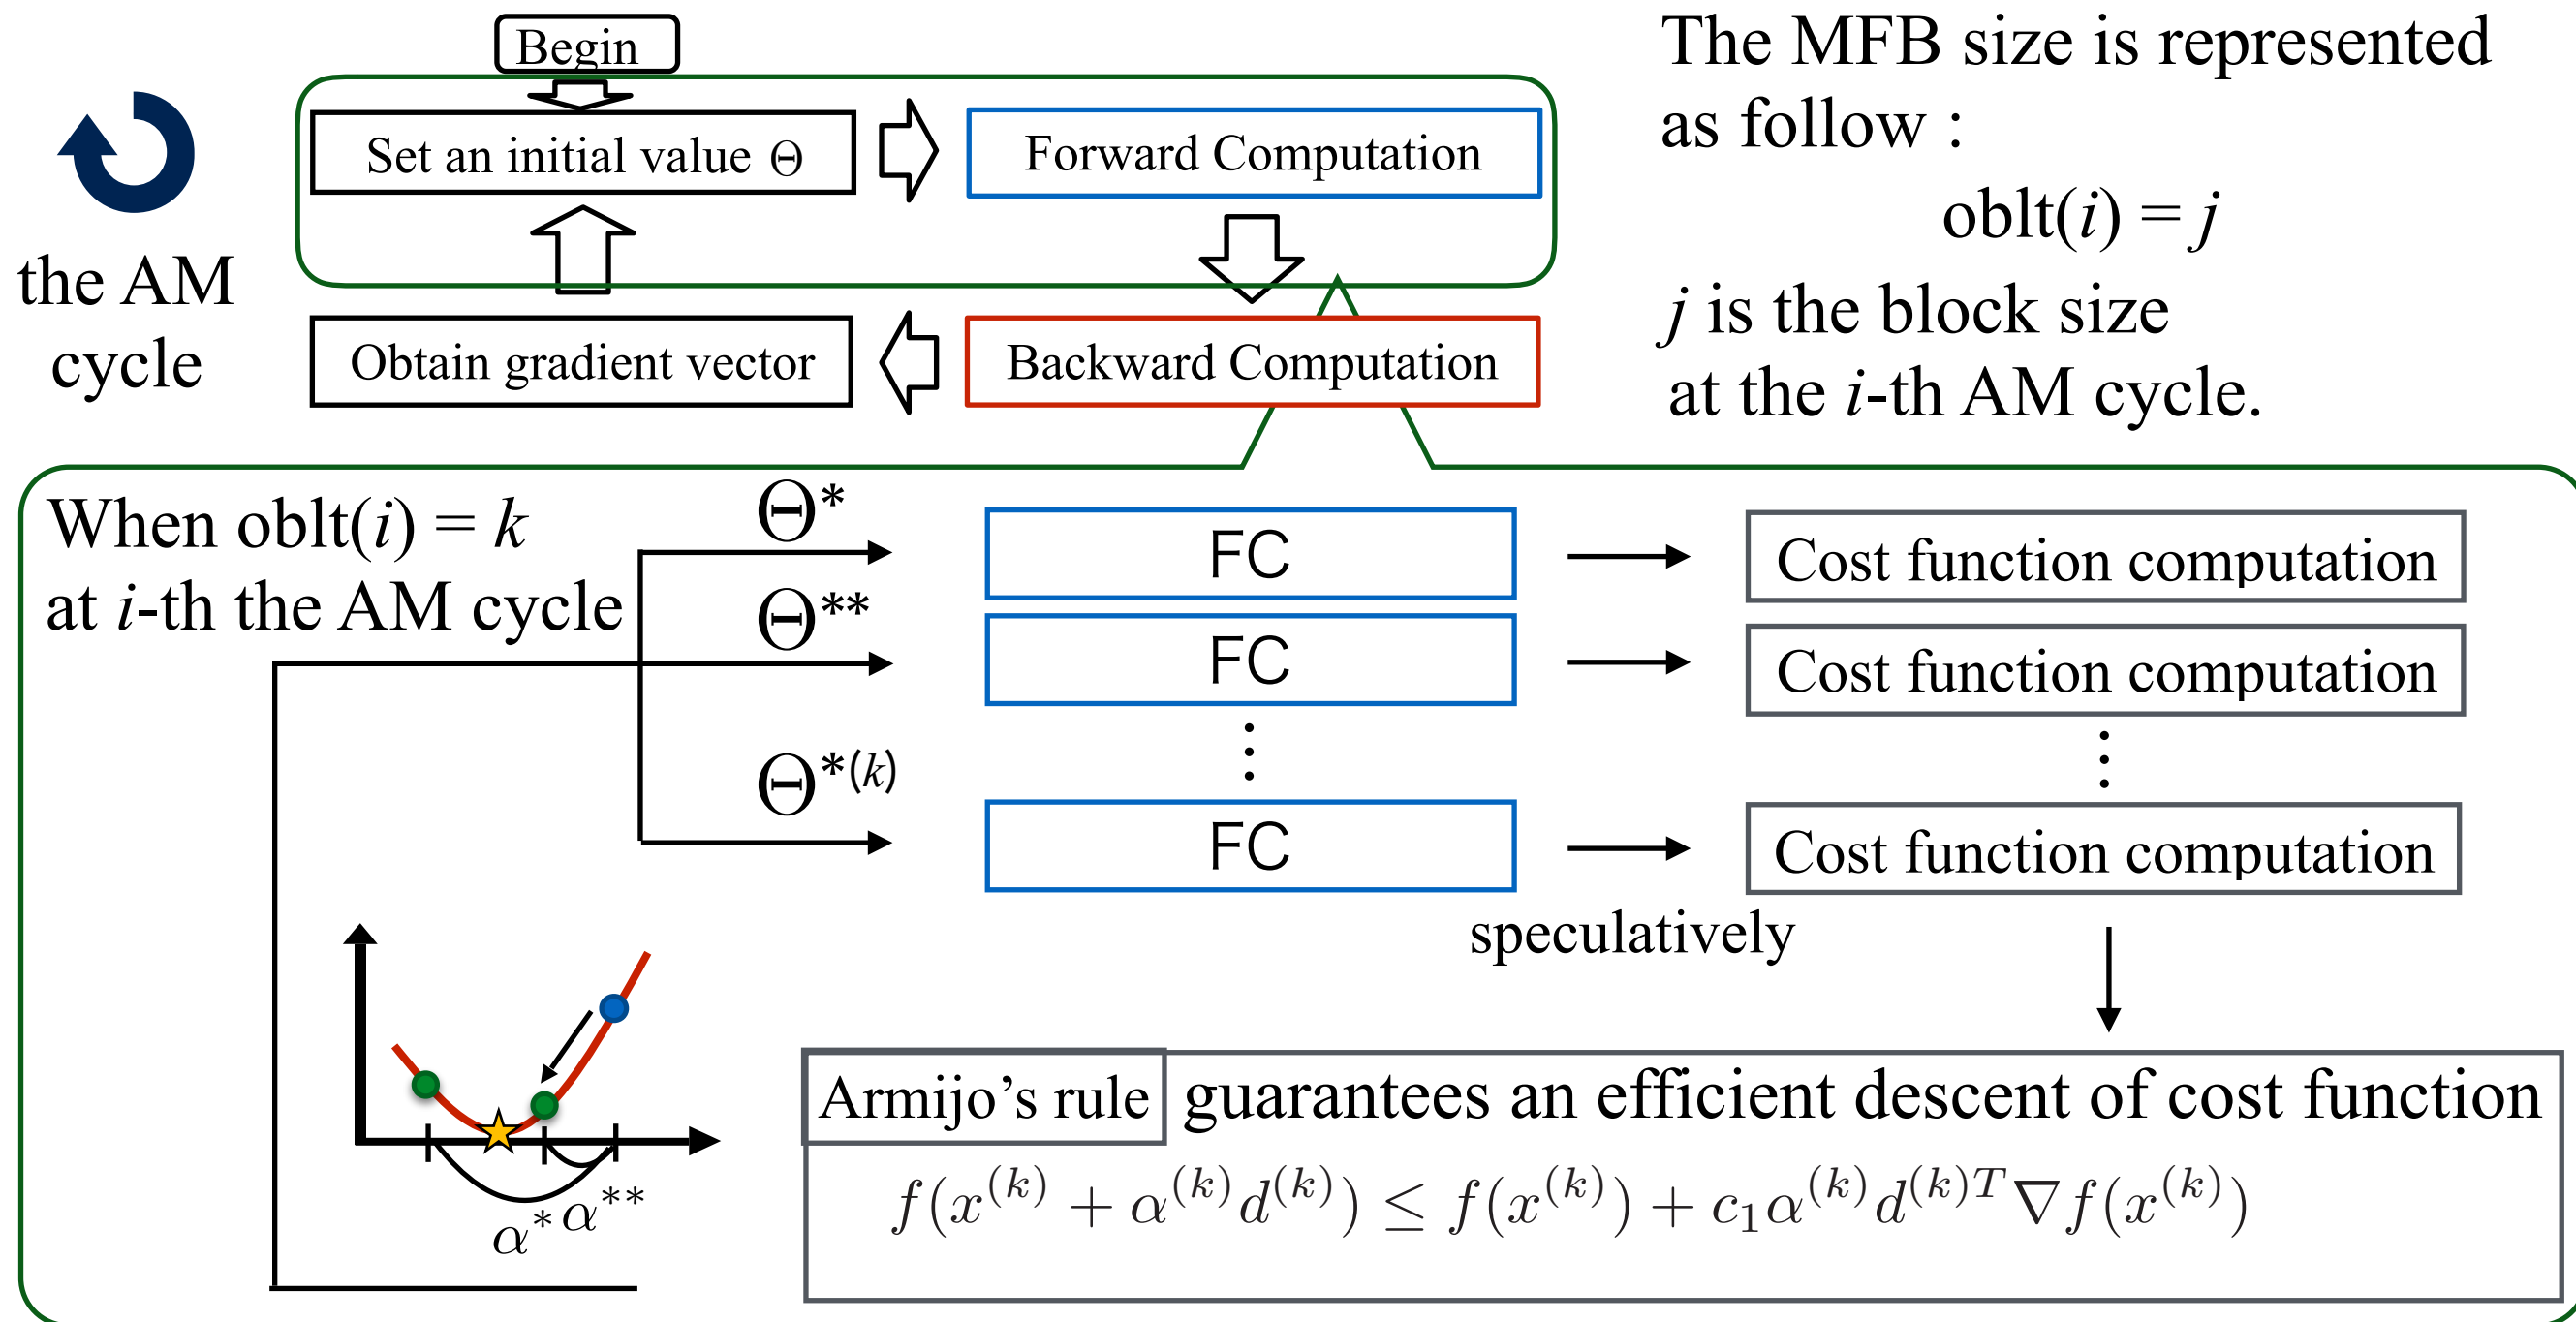 Begin
Set an initial value Θ
Forward Computation
the AM
cycle
Obtain gradient vector
Backward Computation
The MFB size is represented
as follow :
oblt(i) = j
j is the block size
at the i-th AM cycle.
When oblt(i) = k
at i-th the AM cycle
Θ*
FC
Cost function computation
Θ**
FC
Cost function computation
⋮
⋮
Θ*(k)
FC
Cost function computation
speculatively
α* α**
Armijo’s rule guarantees an efficient descent of cost function
f(x^(k) + α^(k)d^(k)) ≤ f(x^(k)) + c₁α^(k)d^(k)T∇f(x^(k))